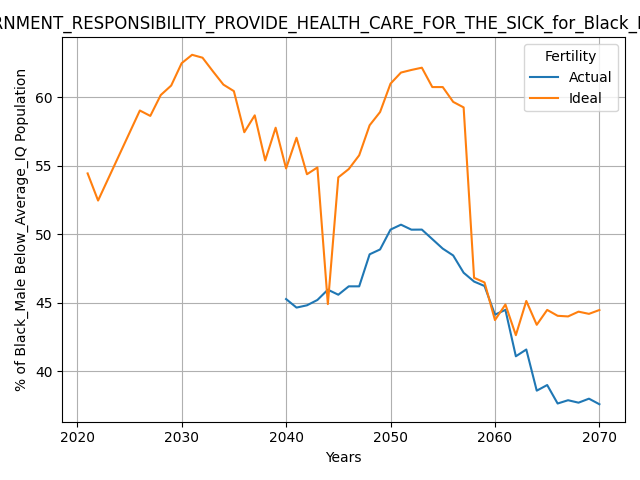 RNMENT_RESPONSIBILITY_PROVIDE_HEALTH_CARE_FOR_THE_SICK_for_Black_
Fertility
Actual
Ideal
% of Black_Male Below_Average_IQ Population
60
55
50
45
40
2020 2030 2040 2050 2060 2070
Years